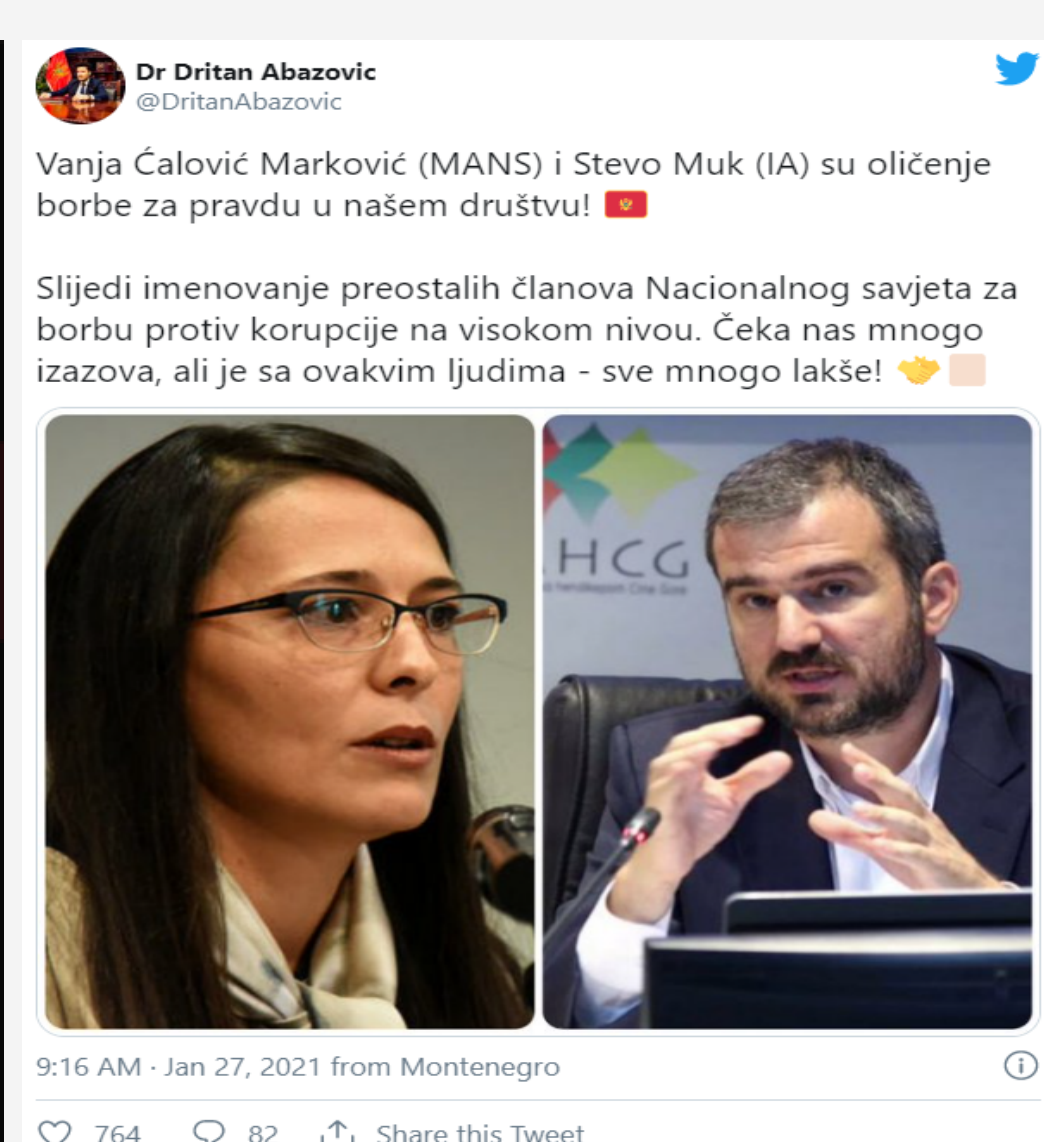 Dr Dritan Abazovic
@DritanAbazovic
Vanja Ćalović Marković (MANS) i Stevo Muk (IA) su oličenje
borbe za pravdu u našem društvu!
Slijedi imenovanje preostalih članova Nacionalnog savjeta za
borbu protiv korupcije na visokom nivou. Čeka nas mnogo
izazova, ali je sa ovakvim ljudima - sve mnogo lakše!
HCG
hendikepom Crne Gore
9:16 AM · Jan 27, 2021 from Montenegro
764 82 Share this Tweet